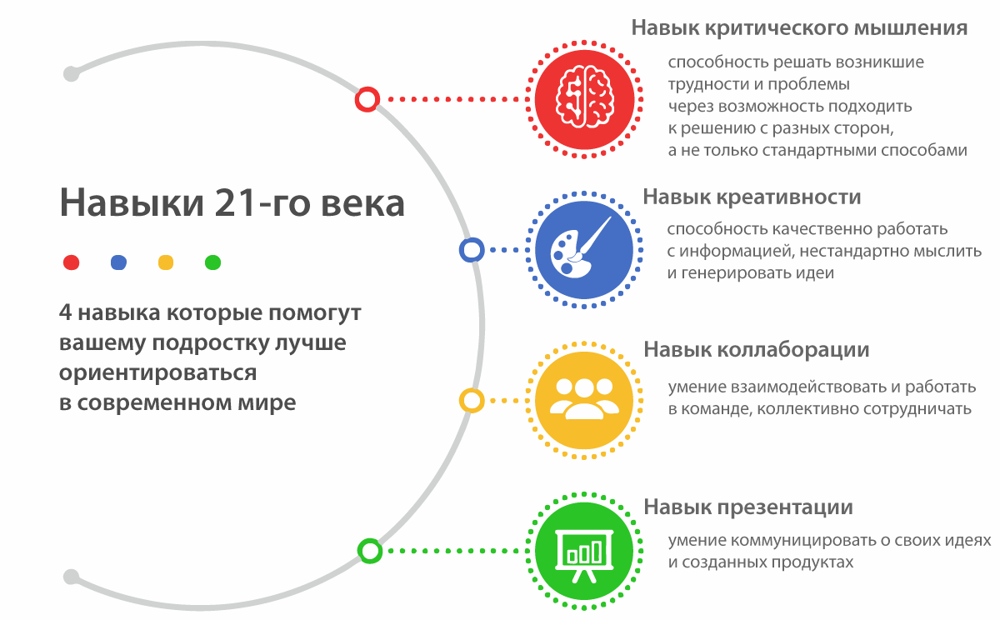 Навыки 21-го века
4 навыка которые помогут
вашему подростку лучше
ориентироваться
в современном мире
Навык критического мышления
способность решать возникшие
трудности и проблемы
через возможность подходить
к решению с разных сторон,
а не только стандартными способами
Навык креативности
способность качественно работать
с информацией, нестандартно мыслить
и генерировать идеи
Навык коллаборации
умение взаимодействовать и работать
в команде, коллективно сотрудничать
Навык презентации
умение коммуницировать о своих идеях
и созданных продуктах